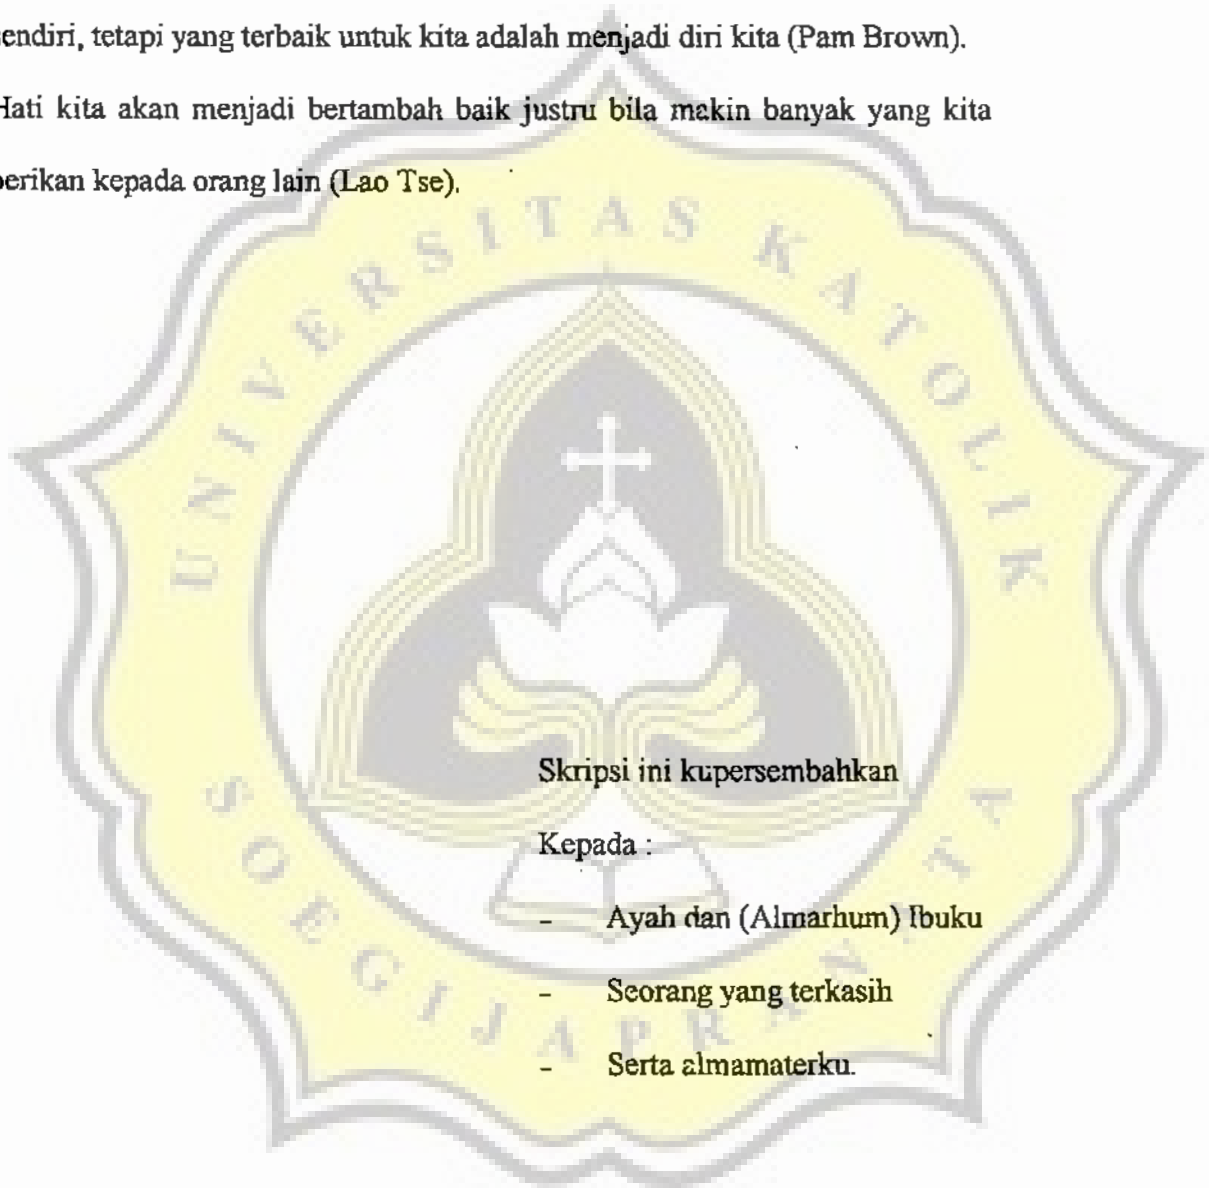 endiri, tetapi yang terbaik untuk kita adalah menjadi diri kita (Pam Brown).
Hati kita akan menjadi bertambah baik justru bila makin banyak yang kita
berikan kepada orang lain (Lao Tse).
UNIVERSITAS KATOLIK
Skripsi ini kupersembahkan
Kepada :
- Ayah dan (Almarhum) Ibuku
- Seorang yang terkasih
- Serta almamaterku.
SOEGIJAPRANATA